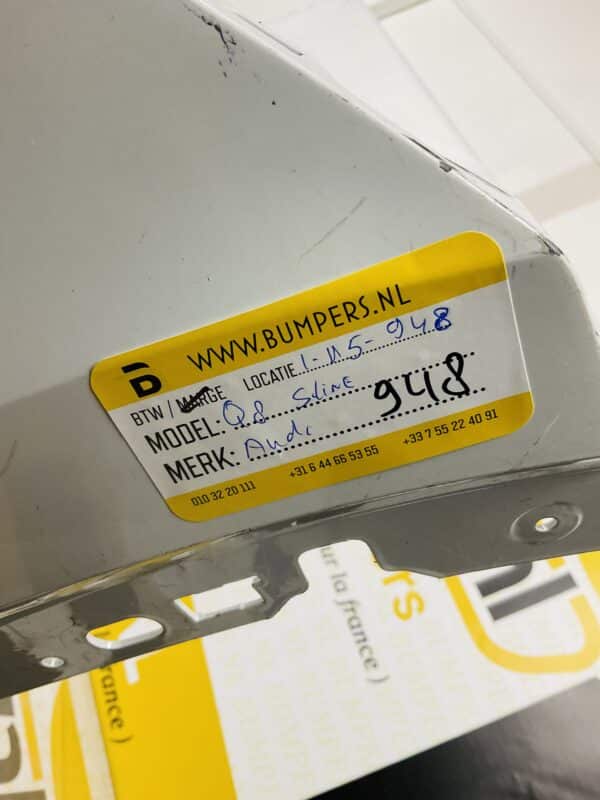 WWW.BUMPERS.NL
BTW / MARGE LOCATIE 1-115-948
MODEL: Q8 Sline
MERK: Audi 948
010 32 20 111 +31 6 44 66 53 55 +33 7 55 22 40 91
ur la france )
france )